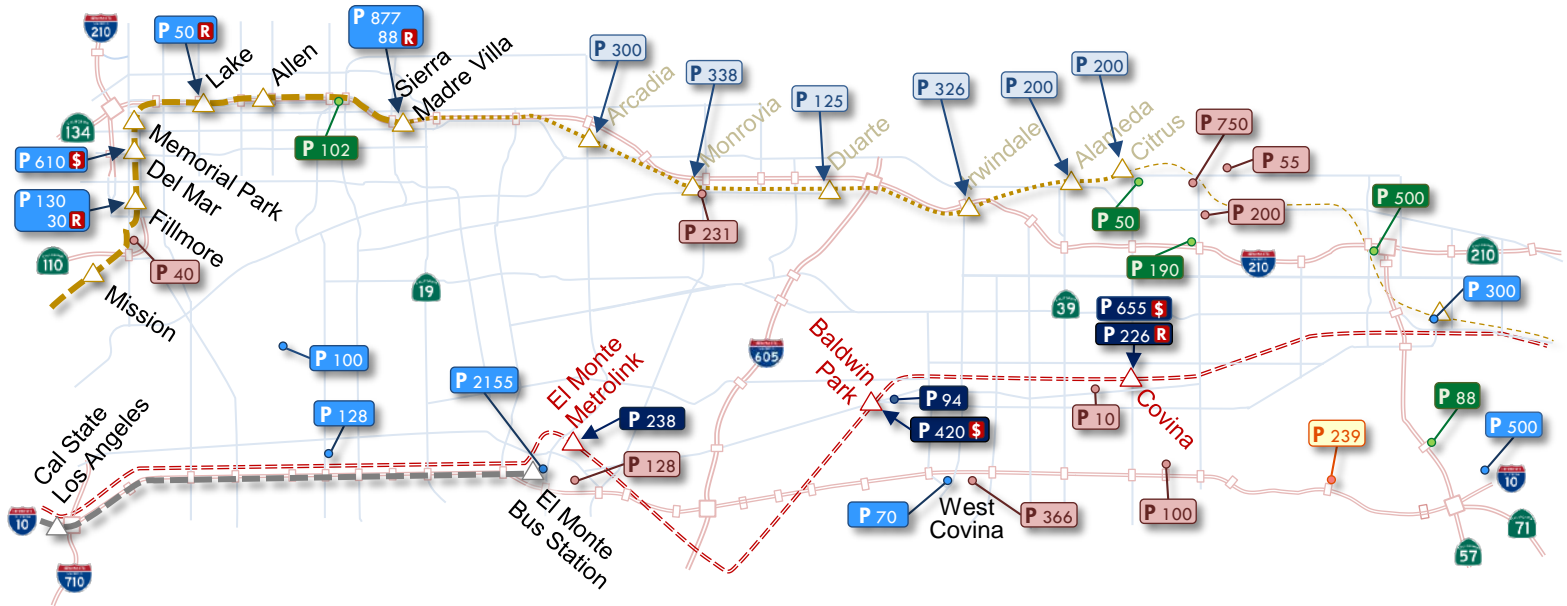 210
P 50 R
P 877
88 R
Lake
Allen
Sierra
Madre Villa
P 300
Arcadia
P 338
Monrovia
P 125
Duarte
P 326
Irwindale
P 200
Alameda
P 200
Citrus
P 750
P 55
P 200
P 500
134
P 610 $
P 130
30 R
Memorial Park
Del Mar
Fillmore
P 102
P 231
P 50
P 190
210
210
110
P 40
Mission
19
39
P 300
P 655 $
P 226 R
P 100
605
Baldwin
Park
P 2155
El Monte
Metrolink
P 238
P 94
P 420 $
P 10
Covina
P 88
P 128
Cal State
Los Angeles
P 128
P 239
P 500
10
10
El Monte
Bus Station
P 70
West
Covina
P 366
P 100
71
57
710